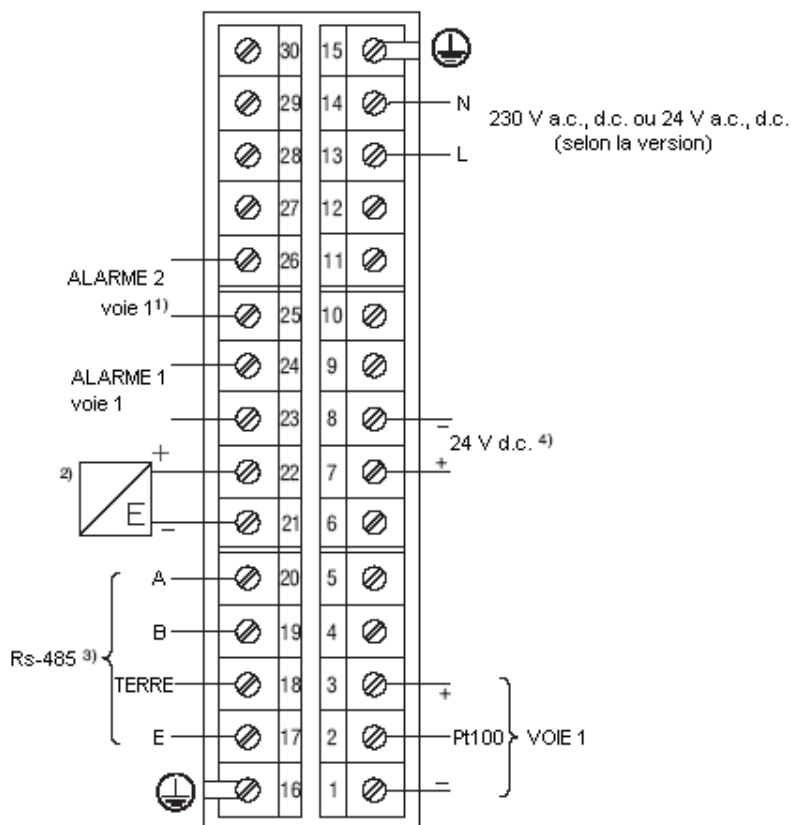 30 15
29 14 N
230 V a.c., d.c. ou 24 V a.c., d.c.
(selon la version)
28 13 L
27 12
26 11
ALARME 2
voie 1 1)
25 10
24 9
ALARME 1
voie 1
23 8 −
24 V d.c. 4)
2) + 22 7 +
E − 21 6
A 20 5
B 19 4
Rs-485 3)
TERRE 18 3 +
E 17 2 Pt100 VOIE 1
16 1 −